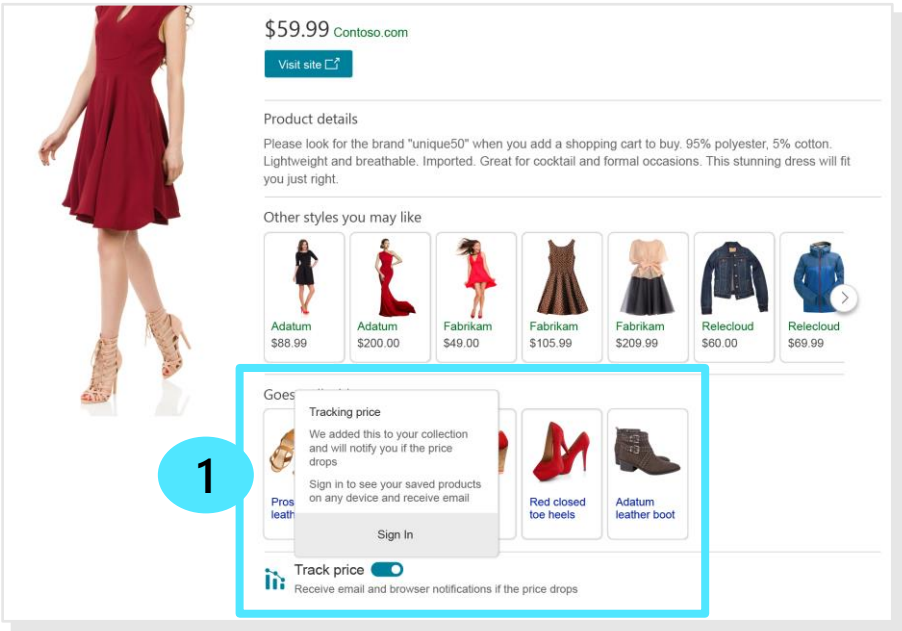 $59.99 Contoso.com
Visit site
Product details
Please look for the brand "unique50" when you add a shopping cart to buy. 95% polyester, 5% cotton.
Lightweight and breathable. Imported. Great for cocktail and formal occasions. This stunning dress will fit
you just right.
Other styles you may like
Adatum
$88.99
Adatum
$200.00
Fabrikam
$49.00
Fabrikam
$105.99
Fabrikam
$209.99
Relecloud
$60.00
Relecloud
$69.99
Goes
Tracking price
We added this to your collection
and will notify you if the price
drops
Sign in to see your saved products
on any device and receive email
Sign In
Red closed
toe heels
Adatum
leather boot
1
Track price
Receive email and browser notifications if the price drops